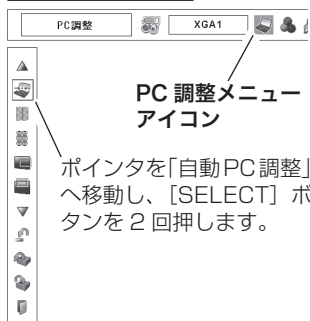 PC調整
XGA1
PC 調整メニュー
アイコン
ポインタを「自動PC調整」
へ移動し、［SELECT］ボ
タンを 2 回押します。